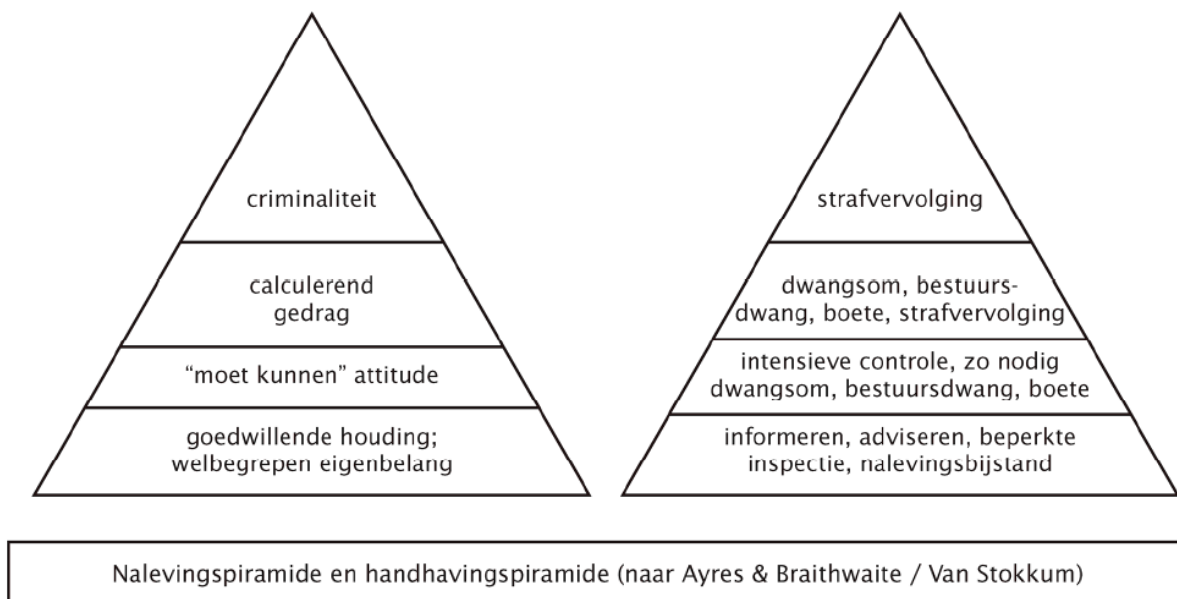 criminaliteit
calculerend
gedrag
“moet kunnen” attitude
goedwillende houding;
welbegrepen eigenbelang
strafvervolging
dwangsom, bestuurs-
dwang, boete, strafvervolging
intensieve controle, zo nodig
dwangsom, bestuursdwang, boete
informeren, adviseren, beperkte
inspectie, nalevingsbijstand
Nalevingspiramide en handhavingspiramide (naar Ayres & Braithwaite / Van Stokkum)